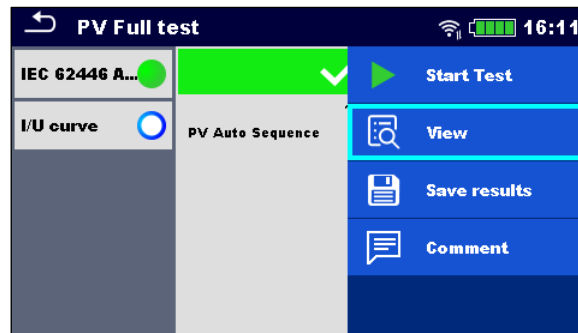 PV Full test
16:11
IEC 62446 A...
I/U curve
PV Auto Sequence
Start Test
View
Save results
Comment